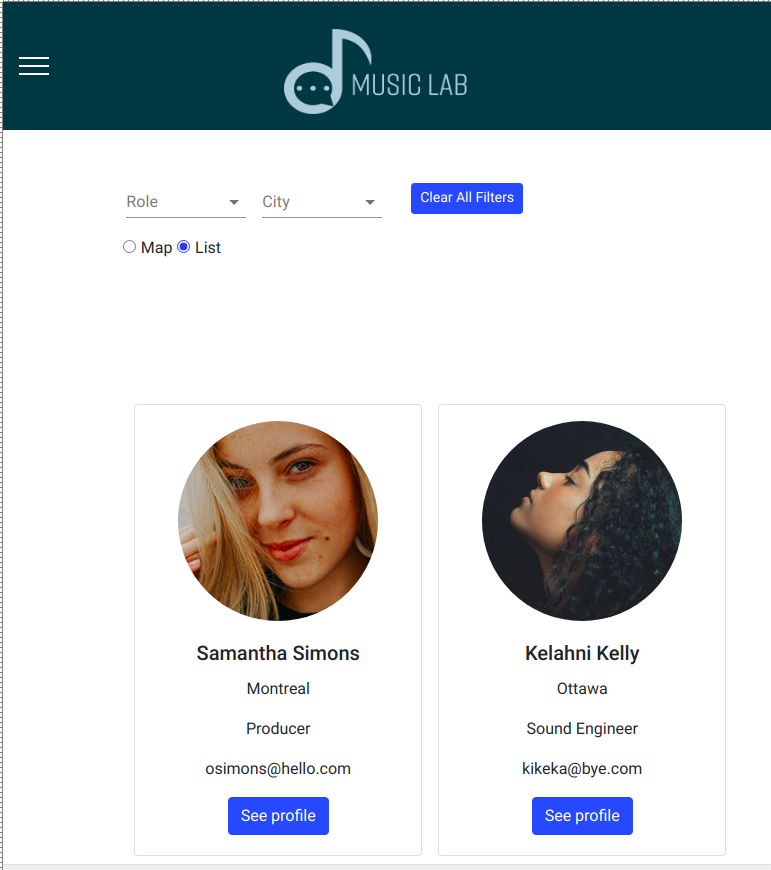 MUSIC LAB
Role City Clear All Filters
Map List
Samantha Simons
Montreal
Producer
osimons@hello.com
See profile
Kelahni Kelly
Ottawa
Sound Engineer
kikeka@bye.com
See profile